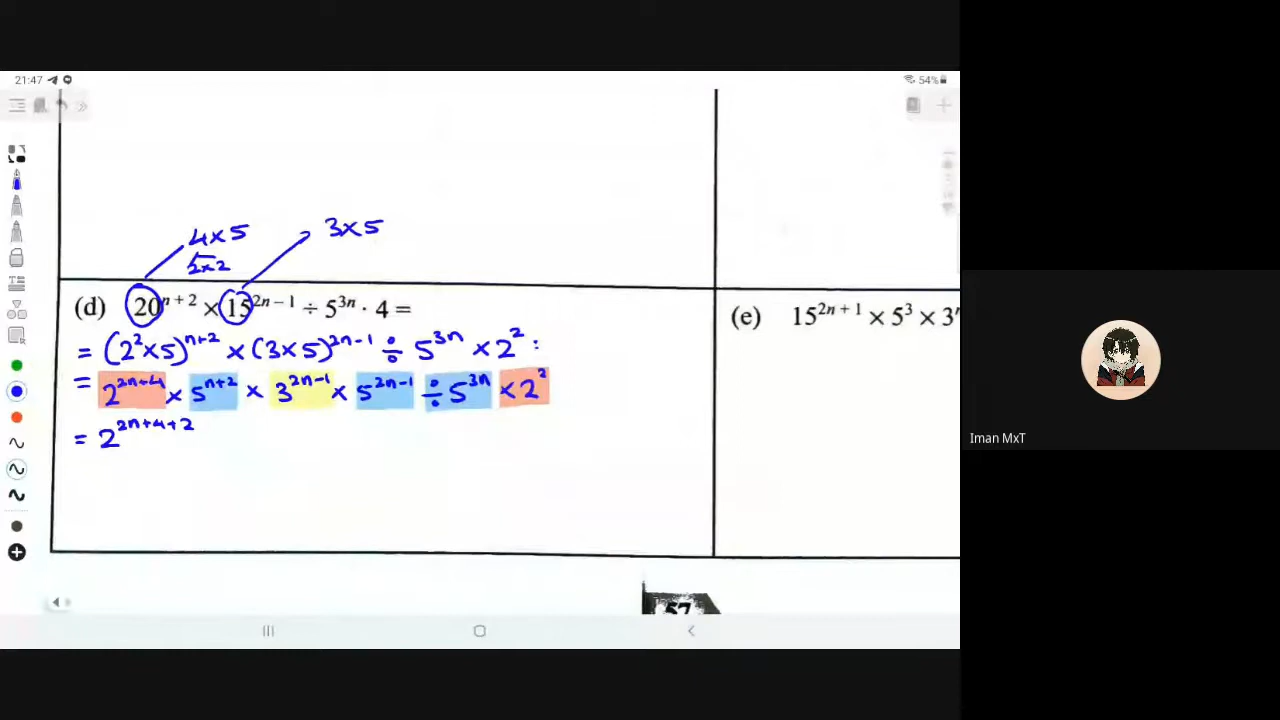 21:47
54%
4×5
3×5
2×2
(d) 20^{n+2} × 15^{2n−1} ÷ 5^{3n} · 4 =
= (2²×5)^{n+2} × (3×5)^{2n-1} ÷ 5^{3n} × 2² :
= 2^{2n+4} × 5^{n+2} × 3^{2n-1} × 5^{2n-1} ÷ 5^{3n} × 2²
= 2^{2n+4+2}
(e) 15^{2n+1} × 5³ × 3
57
Iman MxT